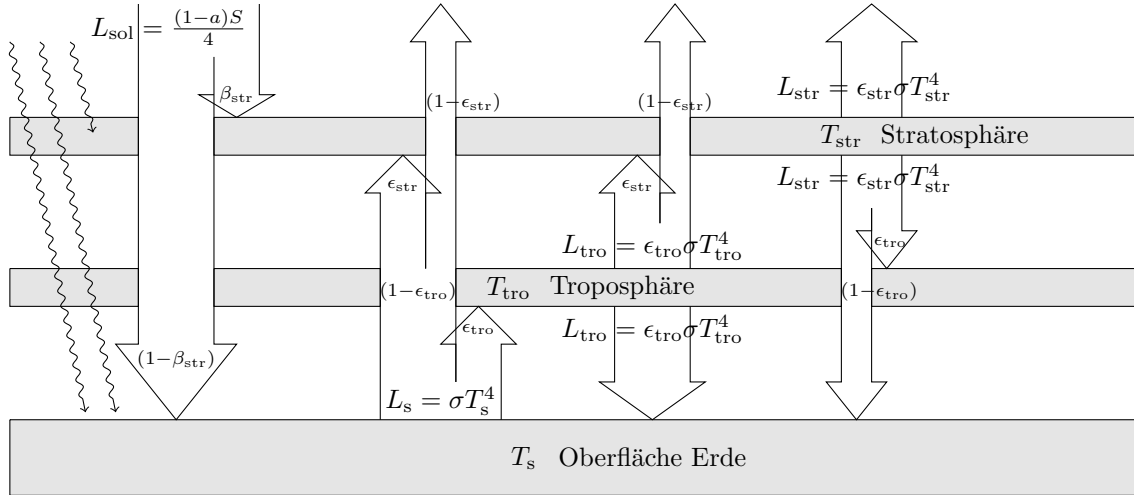 L_sol = (1-a)S/4
β_str
(1-ϵ_str)
(1-ϵ_str)
L_str = ϵ_str σT_str^4
T_str Stratosphäre
ϵ_str
ϵ_str
L_str = ϵ_str σT_str^4
L_tro = ϵ_tro σT_tro^4
ϵ_tro
(1-ϵ_tro)
T_tro Troposphäre
(1-ϵ_tro)
ϵ_tro
L_tro = ϵ_tro σT_tro^4
(1-β_str)
L_s = σT_s^4
T_s Oberfläche Erde